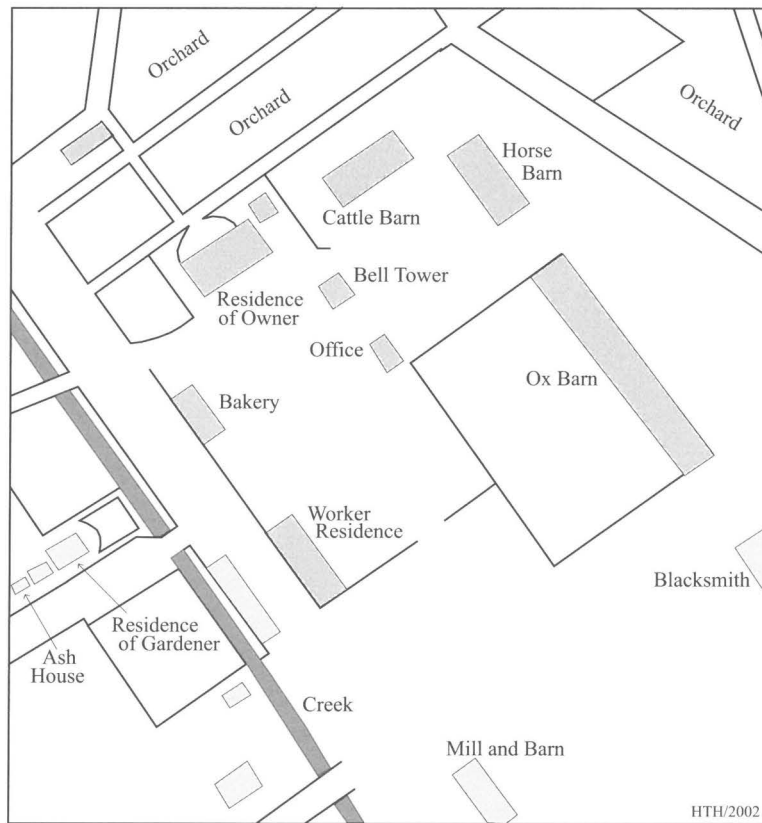 Orchard
Orchard
Orchard
Horse
Barn
Cattle Barn
Bell Tower
Residence
of Owner
Office
Ox Barn
Bakery
Worker
Residence
Blacksmith
Residence
of Gardener
Ash
House
Creek
Mill and Barn
HTH/2002